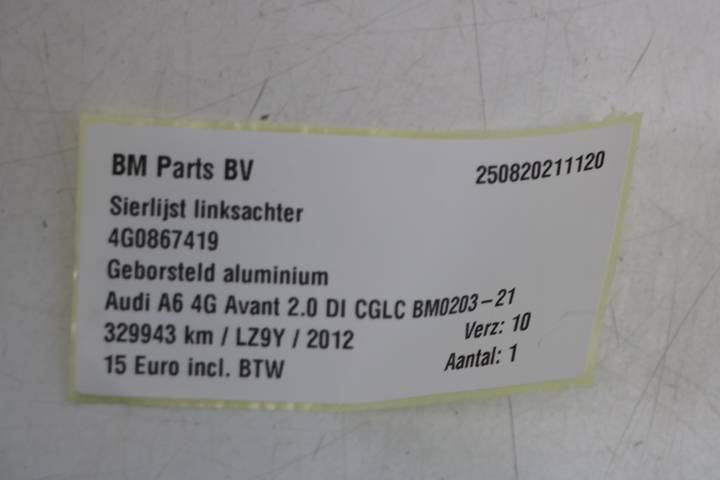 BM Parts BV 250820211120
Sierlijst linksachter
4G0867419
Geborsteld aluminium
Audi A6 4G Avant 2.0 DI CGLC BM0203-21
329943 km / LZ9Y / 2012 Verz: 10
15 Euro incl. BTW Aantal: 1